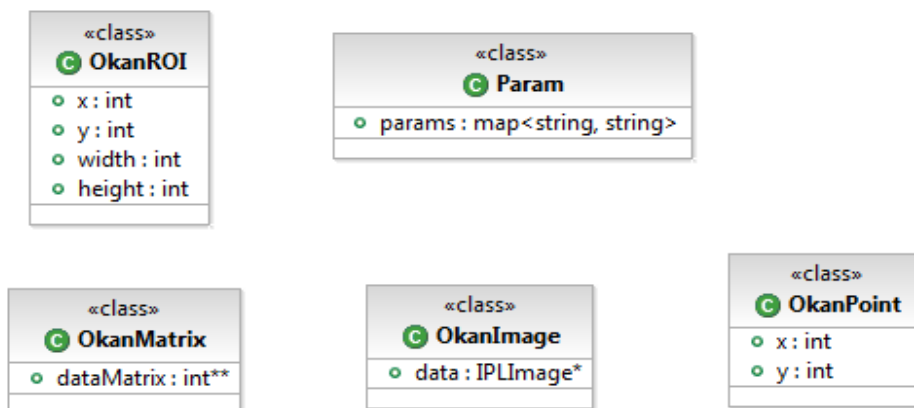 «class»
OkanROI
x : int
y : int
width : int
height : int
«class»
Param
params : map<string, string>
«class»
OkanMatrix
dataMatrix : int**
«class»
OkanImage
data : IPLImage*
«class»
OkanPoint
x : int
y : int